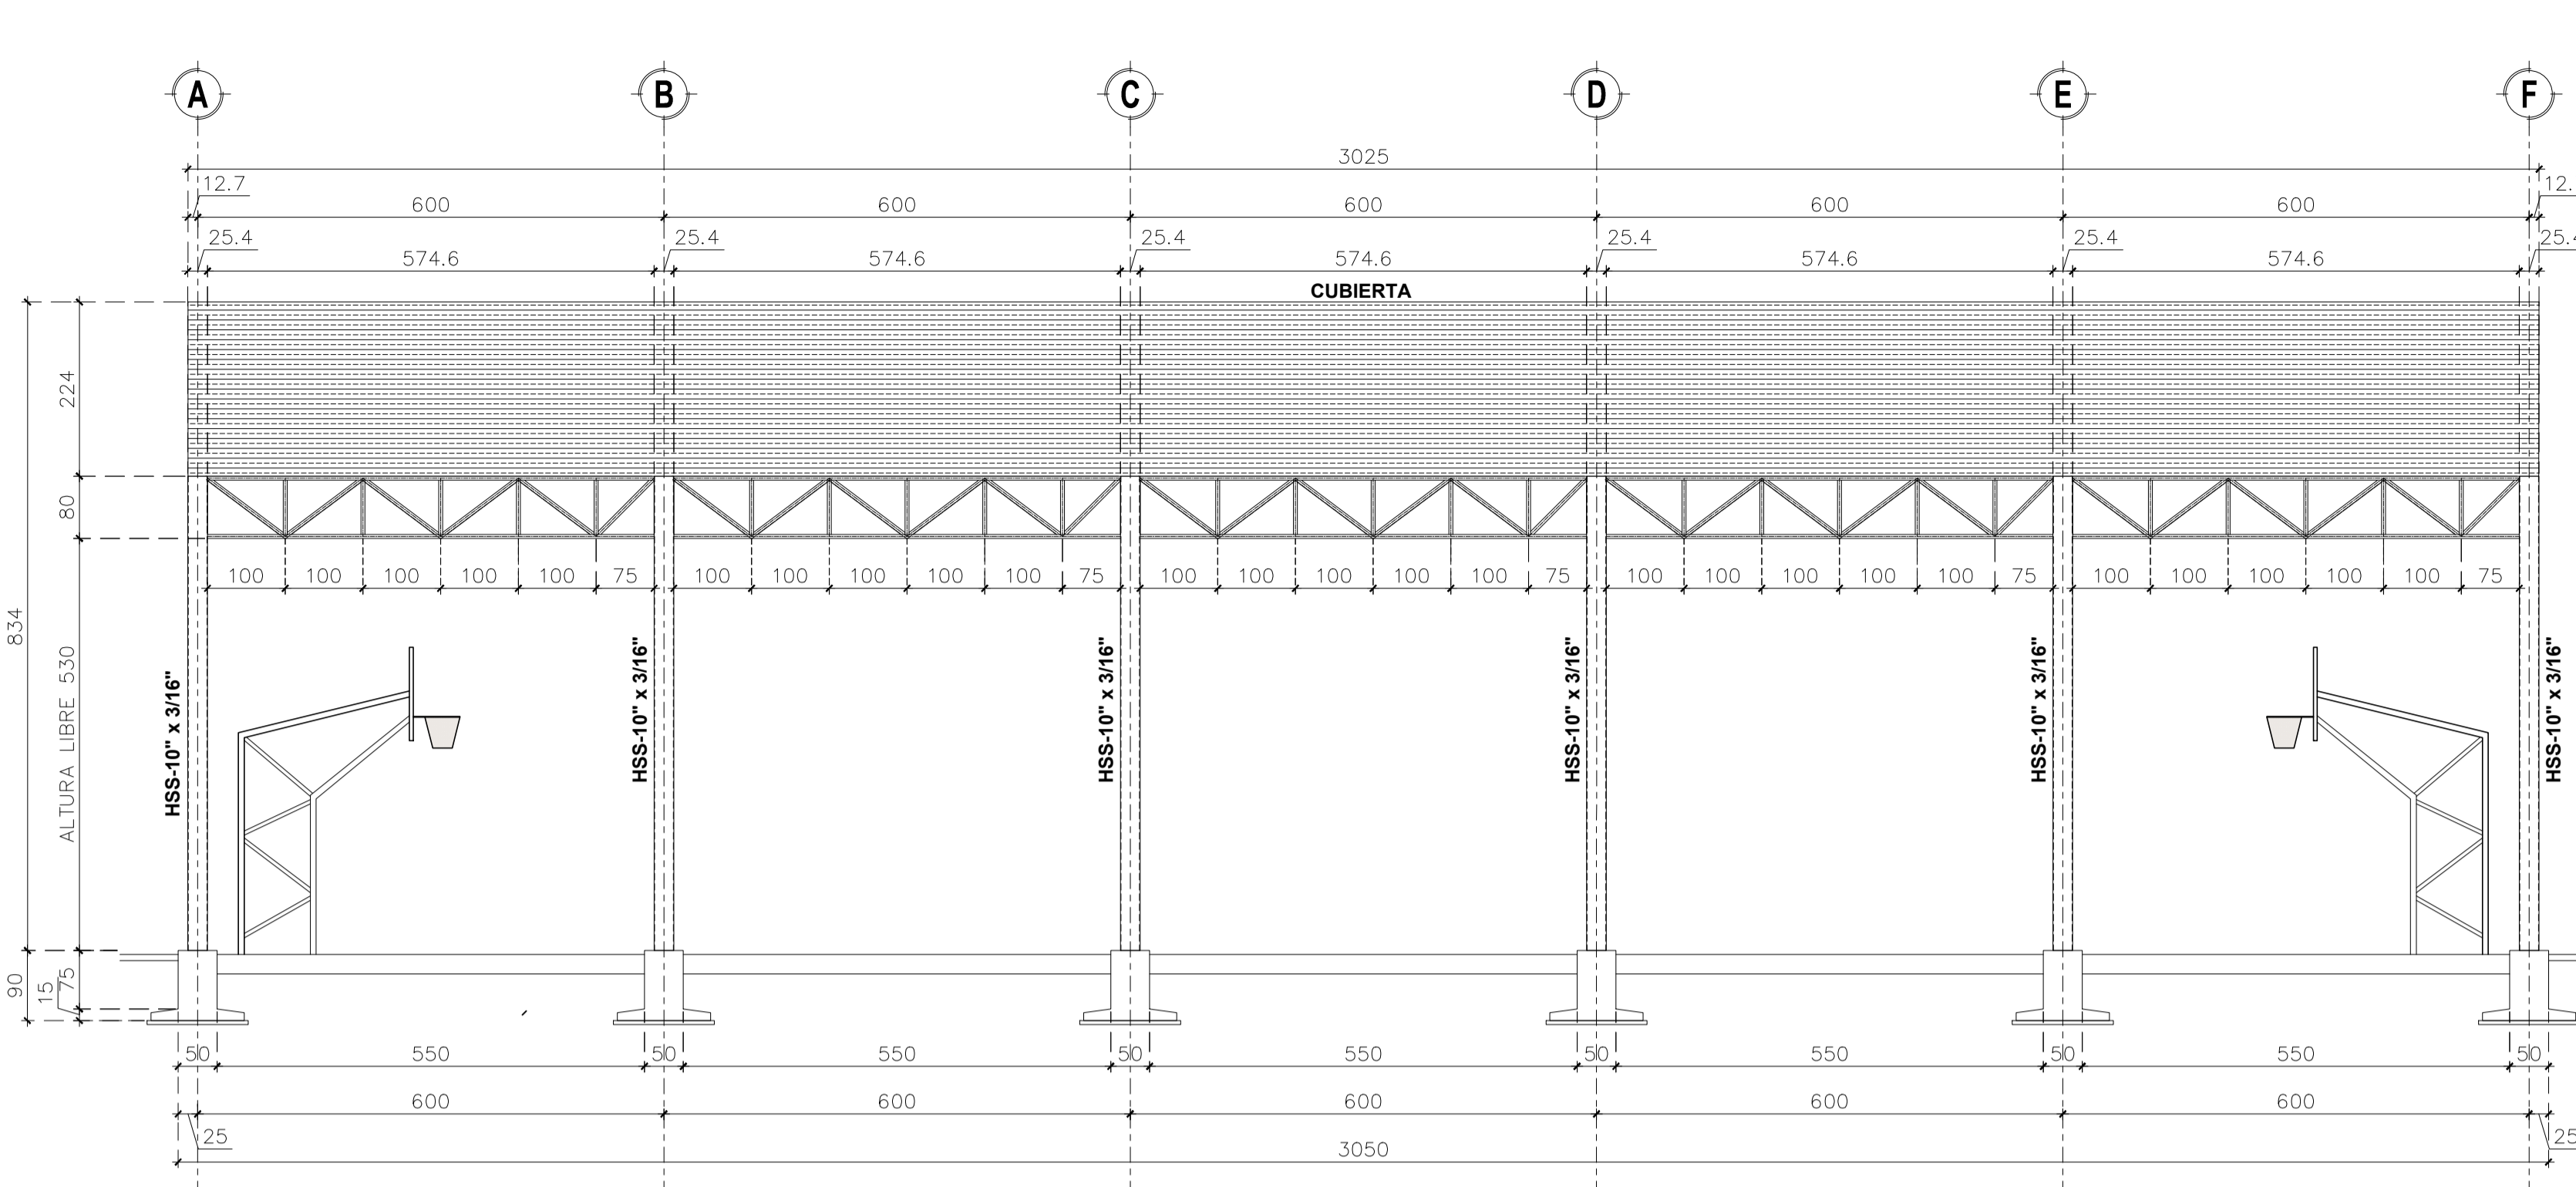 A B C D E F
3025
12.7 12.
600 600 600 600 600
25.4 25.4 25.4 25.4 25.4 25.4
574.6 574.6 574.6 574.6 574.6
CUBIERTA
224
80
100 100 100 100 100 75 100 100 100 100 100 75 100 100 100 100 100 75 100 100 100 100 100 75 100 100 100 100 100 75
834
ALTURA LIBRE 530
HSS-10" x 3/16"
HSS-10" x 3/16"
HSS-10" x 3/16"
HSS-10" x 3/16"
HSS-10" x 3/16"
HSS-10" x 3/16"
90
15
75
50 550 50 550 50 550 50 550 50 550 50
600 600 600 600 600
25 25
3050